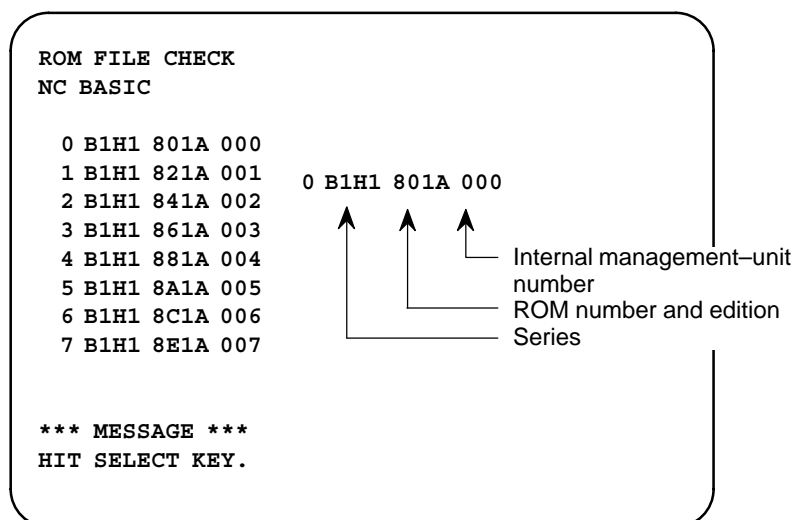 ROM FILE CHECK
NC BASIC
0 B1H1 801A 000
1 B1H1 821A 001
2 B1H1 841A 002
3 B1H1 861A 003
4 B1H1 881A 004
5 B1H1 8A1A 005
6 B1H1 8C1A 006
7 B1H1 8E1A 007
0 B1H1 801A 000
Internal management–unit
number
ROM number and edition
Series
*** MESSAGE ***
HIT SELECT KEY.